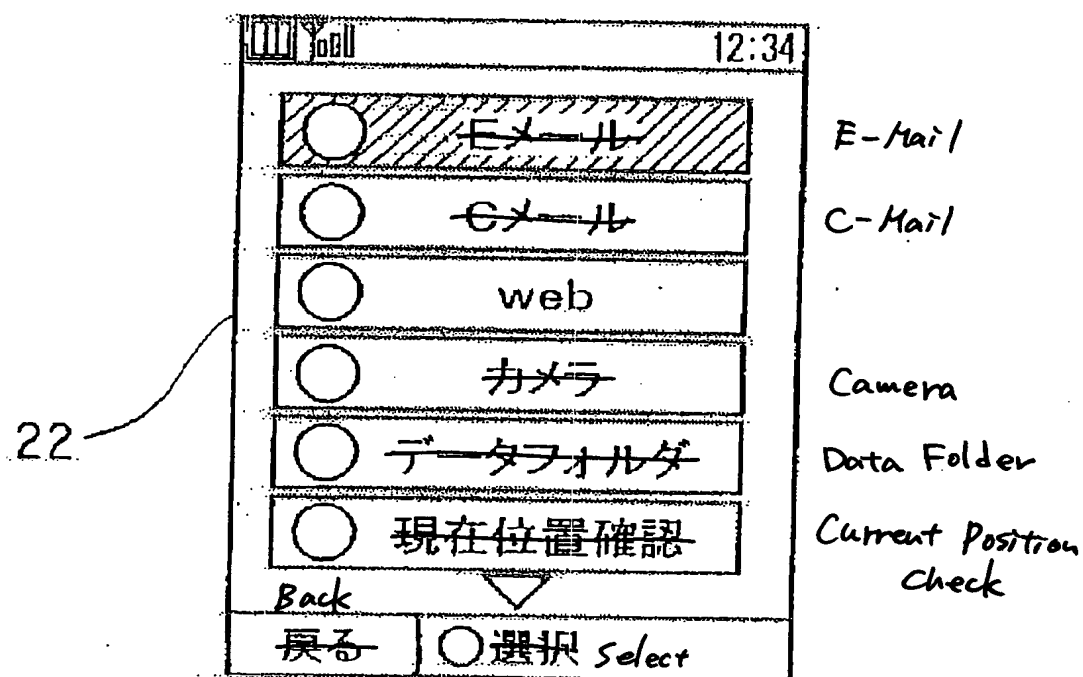 12:34
Eメール E-Mail
Cメール C-Mail
web
カメラ Camera
データフォルダ Data Folder
22
現在位置確認 Current Position
Check
Back
戻る 選択 Select